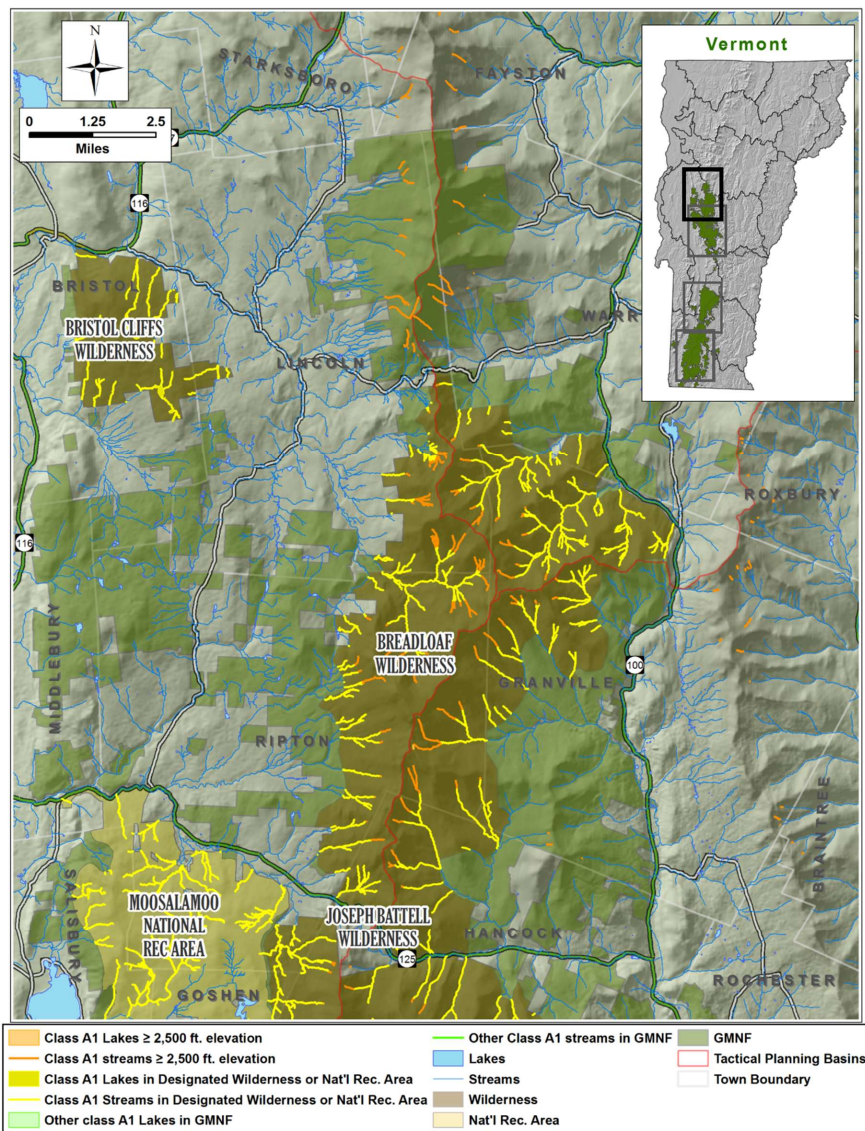 N
0 1.25 2.5
Miles
7
STARKSBORO
FAYSTON
Vermont
116
BRISTOL
BRISTOL CLIFFS
WILDERNESS
WARR
LINCOLN
ROXBURY
116
MIDDLEBURY
BREADLOAF
WILDERNESS
100
GRANVILLE
RIPTON
BRAINTREE
SALISBURY
MOOSALAMOO
NATIONAL
REC AREA
JOSEPH BATTELL
WILDERNESS
HANCOCK
125
ROCHESTER
GOSHEN
Class A1 Lakes ≥ 2,500 ft. elevation
Class A1 streams ≥ 2,500 ft. elevation
Class A1 Lakes in Designated Wilderness or Nat'l Rec. Area
Class A1 Streams in Designated Wilderness or Nat'l Rec. Area
Other class A1 Lakes in GMNF
Other Class A1 streams in GMNF
Lakes
Streams
Wilderness
Nat'l Rec. Area
GMNF
Tactical Planning Basins
Town Boundary